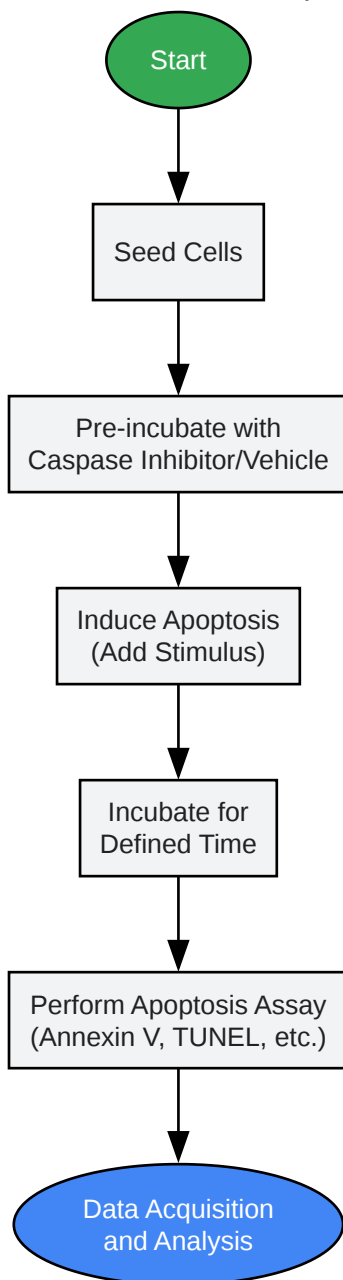 Start
Seed Cells
Pre-incubate with
Caspase Inhibitor/Vehicle
Induce Apoptosis
(Add Stimulus)
Incubate for
Defined Time
Perform Apoptosis Assay
(Annexin V, TUNEL, etc.)
Data Acquisition
and Analysis